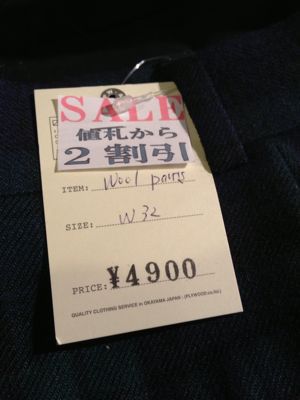 SALE
値札から
2割引
ITEM: Wool pants
SIZE: W32
PRICE: ¥4900
QUALITY CLOTHING SERVICE in OKAYAMA JAPAN : (PLYWOOD.co,ltd.)